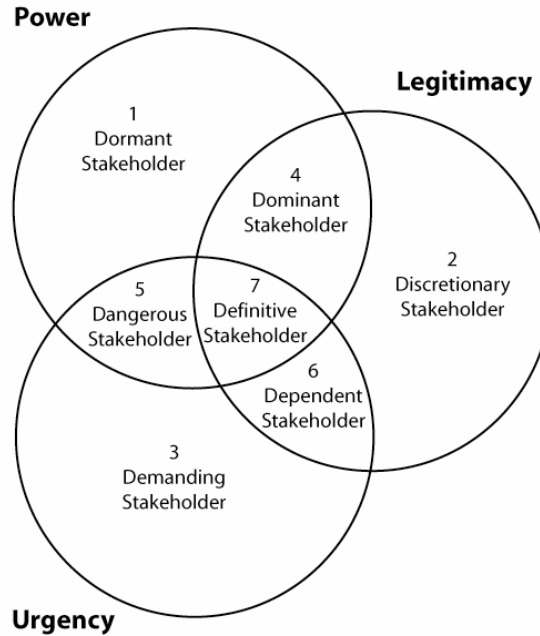 Power
Legitimacy
1
Dormant
Stakeholder
4
Dominant
Stakeholder
2
Discretionary
Stakeholder
5
Dangerous
Stakeholder
7
Definitive
Stakeholder
6
Dependent
Stakeholder
3
Demanding
Stakeholder
Urgency